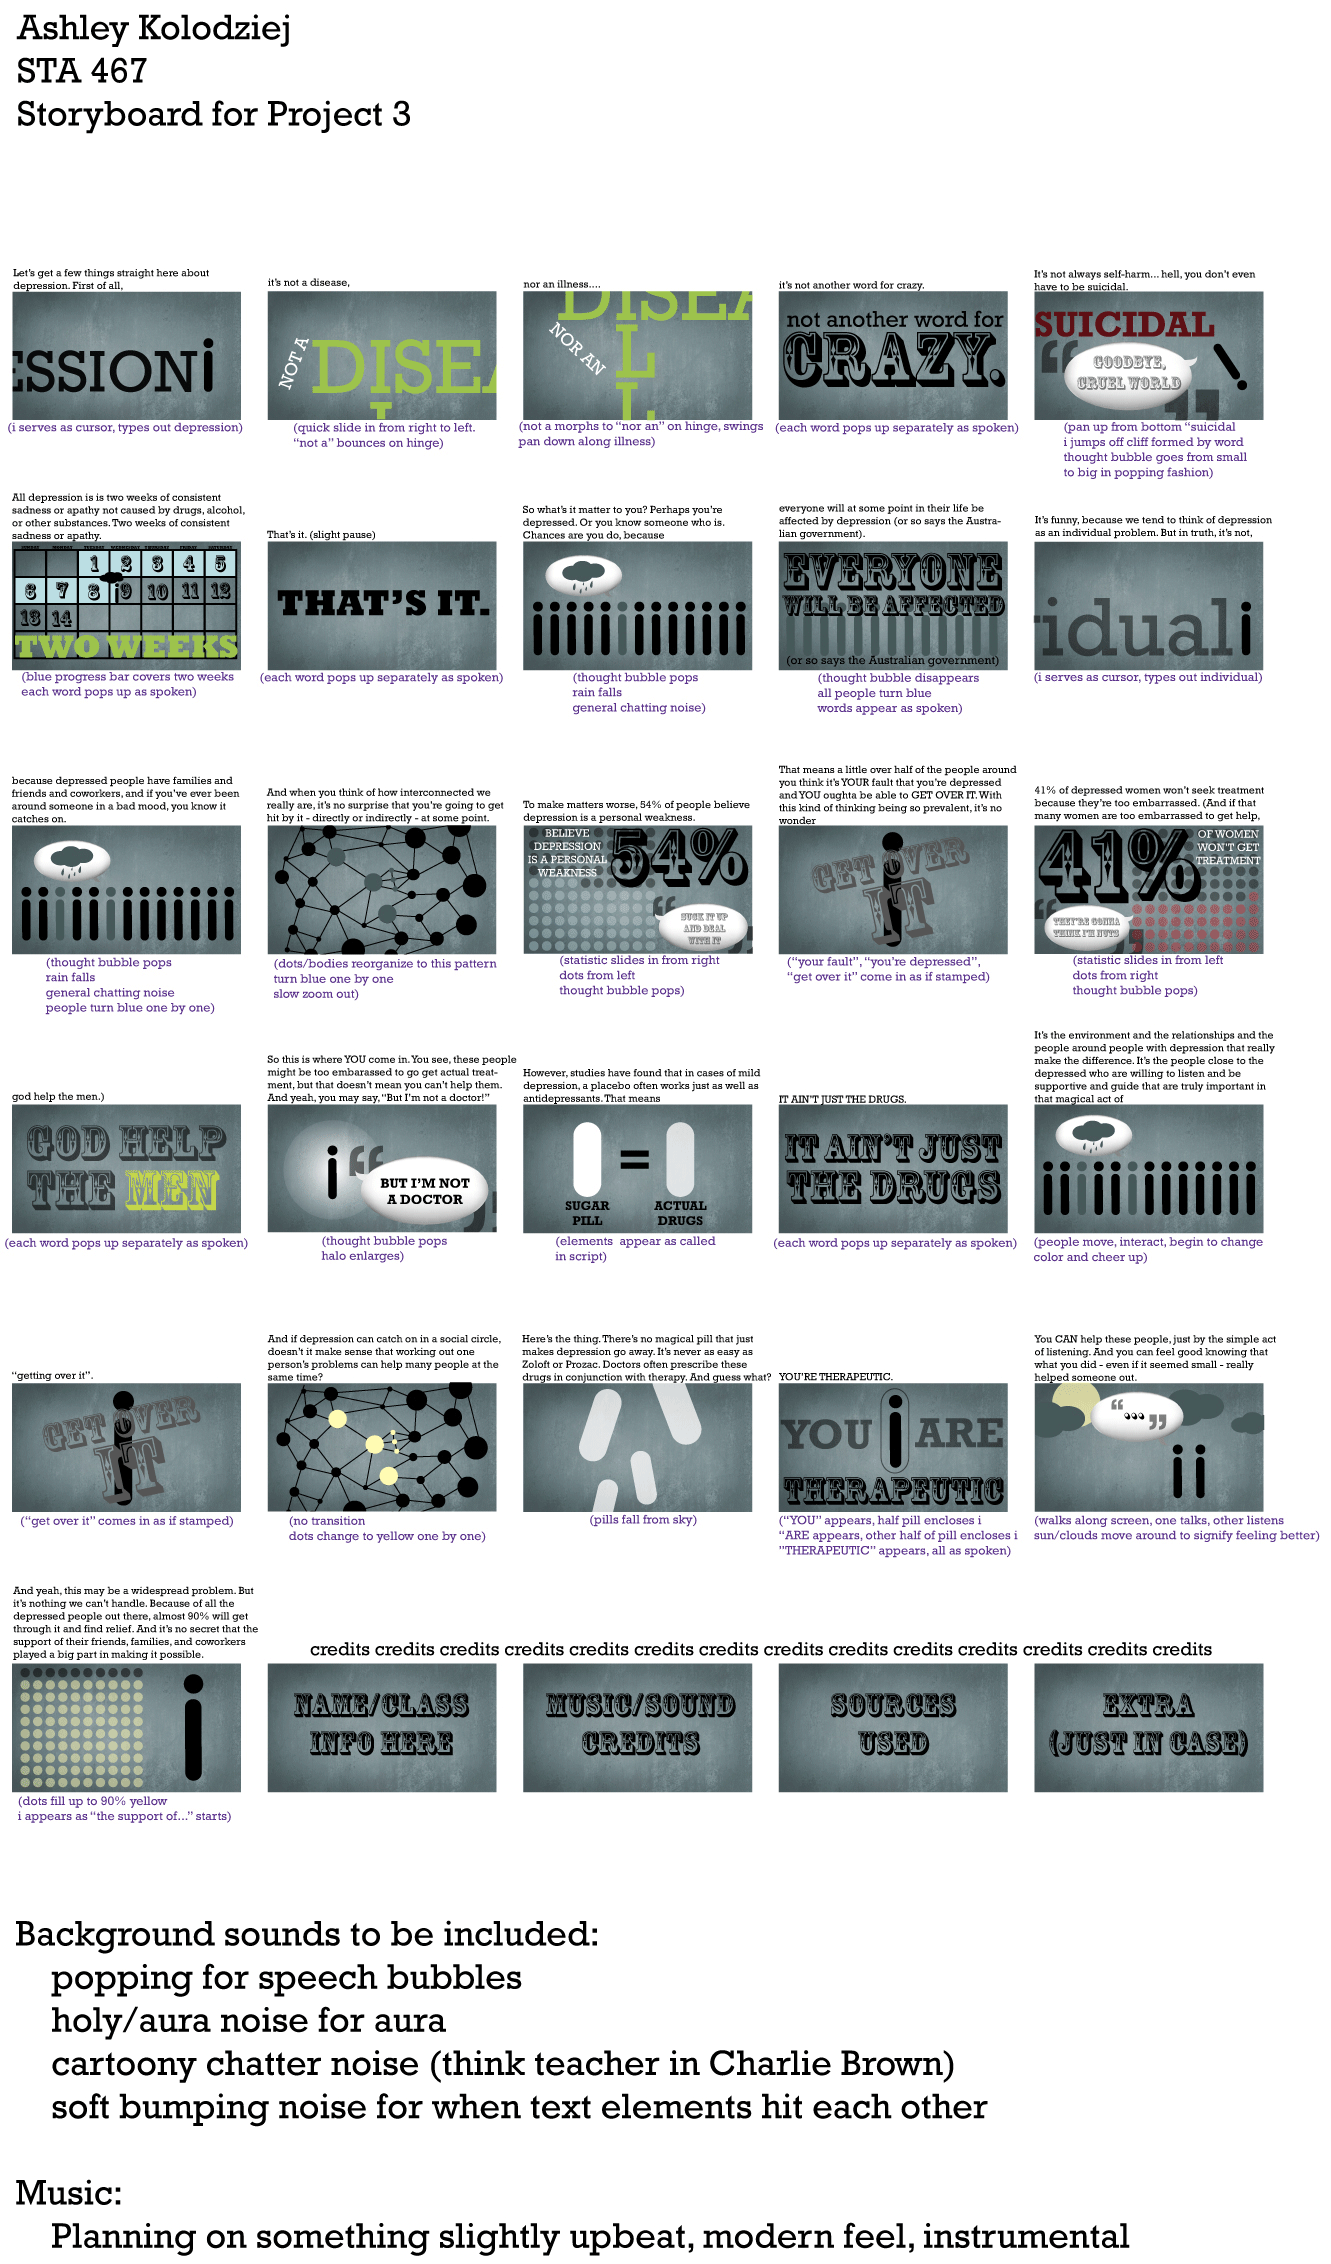 Ashley Kolodziej
STA 467
Storyboard for Project 3
Let's get a few things straight here about
depression. First of all,
ESSIONi
(i serves as cursor, types out depression)
it's not a disease,
NOT A
DISEA
I
(quick slide in from right to left.
"not a" bounces on hinge)
nor an illness....
DISEA
NOR AN
L
L
(not a morphs to "nor an" on hinge, swings
pan down along illness)
it's not another word for crazy.
not another word for
CRAZY.
(each word pops up separately as spoken)
It's not always self-harm... hell, you don't even
have to be suicidal.
SUICIDAL
"
GOODBYE,
CRUEL WORLD
"
i
(pan up from bottom "suicidal
i jumps off cliff formed by word
thought bubble goes from small
to big in popping fashion)
All depression is is two weeks of consistent
sadness or apathy not caused by drugs, alcohol,
or other substances. Two weeks of consistent
sadness or apathy.
SUNDAY MONDAY TUESDAY WEDNESDAY THURSDAY FRIDAY SATURDAY
1 2 3 4 5
6 7 8 i9 10 11 12
13 14
TWO WEEKS
(blue progress bar covers two weeks
each word pops up as spoken)
That's it. (slight pause)
THAT'S IT.
(each word pops up separately as spoken)
So what's it matter to you? Perhaps you're
depressed. Or you know someone who is.
Chances are you do, because
iiiiiiiiiiiii
(thought bubble pops
rain falls
general chatting noise)
everyone will at some point in their life be
affected by depression (or so says the Austra-
lian government).
EVERYONE
WILL BE AFFECTED
(or so says the Australian government)
(thought bubble disappears
all people turn blue
words appear as spoken)
It's funny, because we tend to think of depression
as an individual problem. But in truth, it's not,
iduali
(i serves as cursor, types out individual)
because depressed people have families and
friends and coworkers, and if you've ever been
around someone in a bad mood, you know it
catches on.
iiiiiiiiiiiii
(thought bubble pops
rain falls
general chatting noise
people turn blue one by one)
And when you think of how interconnected we
really are, it's no surprise that you're going to get
hit by it - directly or indirectly - at some point.
(dots/bodies reorganize to this pattern
turn blue one by one
slow zoom out)
To make matters worse, 54% of people believe
depression is a personal weakness.
BELIEVE
DEPRESSION
IS A PERSONAL
WEAKNESS
54%
"
SUCK IT UP
AND DEAL
WITH IT
(statistic slides in from right
dots from left
thought bubble pops)
That means a little over half of the people around
you think it's YOUR fault that you're depressed
and YOU oughta be able to GET OVER IT. With
this kind of thinking being so prevalent, it's no
wonder
i
GET OVER
IT
("your fault", "you're depressed",
"get over it" come in as if stamped)
41% of depressed women won't seek treatment
because they're too embarrassed. (And if that
many women are too embarrassed to get help,
41%
OF WOMEN
WON'T GET
TREATMENT
THEY'RE GONNA
THINK I'M NUTS
(statistic slides in from left
dots from right
thought bubble pops)
god help the men.)
GOD HELP
THE MEN
(each word pops up separately as spoken)
So this is where YOU come in. You see, these people
might be too embarassed to go get actual treat-
ment, but that doesn't mean you can't help them.
And yeah, you may say, "But I'm not a doctor!"
i
"
BUT I'M NOT
A DOCTOR
"
(thought bubble pops
halo enlarges)
However, studies have found that in cases of mild
depression, a placebo often works just as well as
antidepressants. That means
=
SUGAR
PILL
ACTUAL
DRUGS
(elements appear as called
in script)
IT AIN'T JUST THE DRUGS.
IT AIN'T JUST
THE DRUGS
(each word pops up separately as spoken)
It's the environment and the relationships and the
people around people with depression that really
make the difference. It's the people close to the
depressed who are willing to listen and be
supportive and guide that are truly important in
that magical act of
iiiiiiiiiiiii
(people move, interact, begin to change
color and cheer up)
"getting over it".
i
GET OVER
IT
("get over it" comes in as if stamped)
And if depression can catch on in a social circle,
doesn't it make sense that working out one
person's problems can help many people at the
same time?
(no transition
dots change to yellow one by one)
Here's the thing. There's no magical pill that just
makes depression go away. It's never as easy as
Zoloft or Prozac. Doctors often prescribe these
drugs in conjunction with therapy. And guess what?
(pills fall from sky)
YOU'RE THERAPEUTIC.
YOU i ARE
THERAPEUTIC
("YOU" appears, half pill encloses i
"ARE appears, other half of pill encloses i
"THERAPEUTIC" appears, all as spoken)
You CAN help these people, just by the simple act
of listening. And you can feel good knowing that
what you did - even if it seemed small - really
helped someone out.
"..."
ii
(walks along screen, one talks, other listens
sun/clouds move around to signify feeling better)
And yeah, this may be a widespread problem. But
it's nothing we can't handle. Because of all the
depressed people out there, almost 90% will get
through it and find relief. And it's no secret that the
support of their friends, families, and coworkers
played a big part in making it possible.
i
(dots fill up to 90% yellow
i appears as "the support of..." starts)
credits credits credits credits credits credits credits credits credits credits credits credits credits credits
NAME/CLASS
INFO HERE
MUSIC/SOUND
CREDITS
SOURCES
USED
EXTRA
(JUST IN CASE)
Background sounds to be included:
popping for speech bubbles
holy/aura noise for aura
cartoony chatter noise (think teacher in Charlie Brown)
soft bumping noise for when text elements hit each other
Music:
Planning on something slightly upbeat, modern feel, instrumental